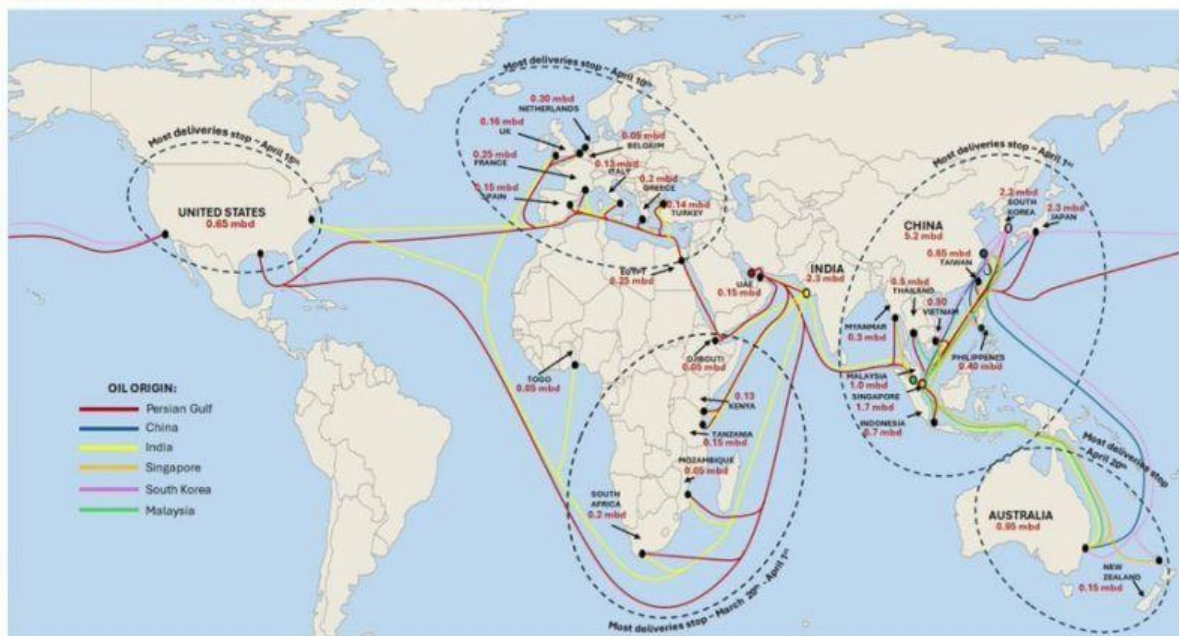 Most deliveries stop – April 10th
0.30 mbd
NETHERLANDS
0.16 mbd
UK
0.05 mbd
BELGIUM
0.25 mbd
FRANCE
0.13 mbd
ITALY
0.15 mbd
SPAIN
0.2 mbd
GREECE
0.14 mbd
TURKEY
Most deliveries stop – April 15th
UNITED STATES
0.65 mbd
Most deliveries stop – April 1st
2.2 mbd
SOUTH
KOREA
2.3 mbd
JAPAN
CHINA
5.2 mbd
0.65 mbd
TAIWAN
0.5 mbd
THAILAND
0.50
VIETNAM
MYANMAR
0.3 mbd
PHILIPPENES
0.40 mbd
MALAYSIA
1.0 mbd
SINGAPORE
1.7 mbd
INDONESIA
0.7 mbd
EGYPT
0.25 mbd
UAE
0.15 mbd
INDIA
2.3 mbd
DJIBOUTI
0.05 mbd
TOGO
0.05 mbd
0.13
KENYA
TANZANIA
0.15 mbd
MOZAMBIQUE
0.05 mbd
SOUTH
AFRICA
0.2 mbd
Most deliveries stop – March 20th – April 1st
Most deliveries stop
– April 20th
AUSTRALIA
0.95 mbd
NEW
ZEALAND
0.15 mbd
OIL ORIGIN:
Persian Gulf
China
India
Singapore
South Korea
Malaysia